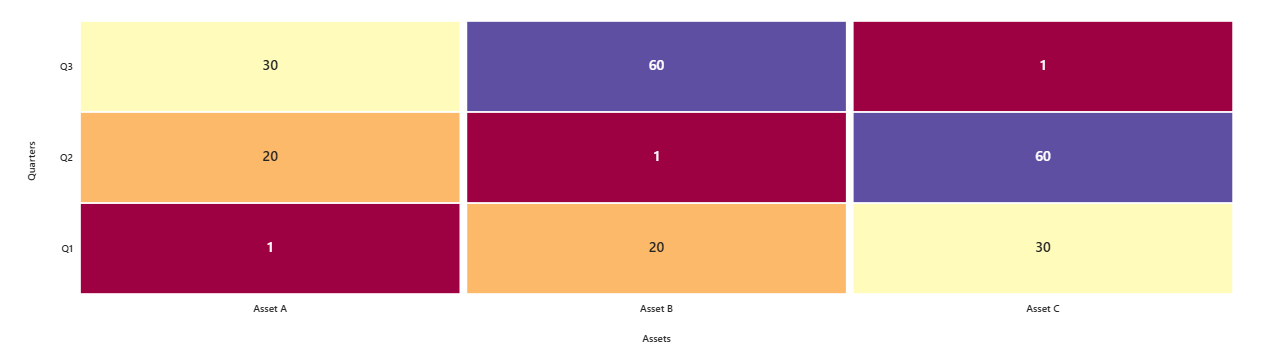 Quarters
Q3 30 60 1
Q2 20 1 60
Q1 1 20 30
Asset A Asset B Asset C
Assets